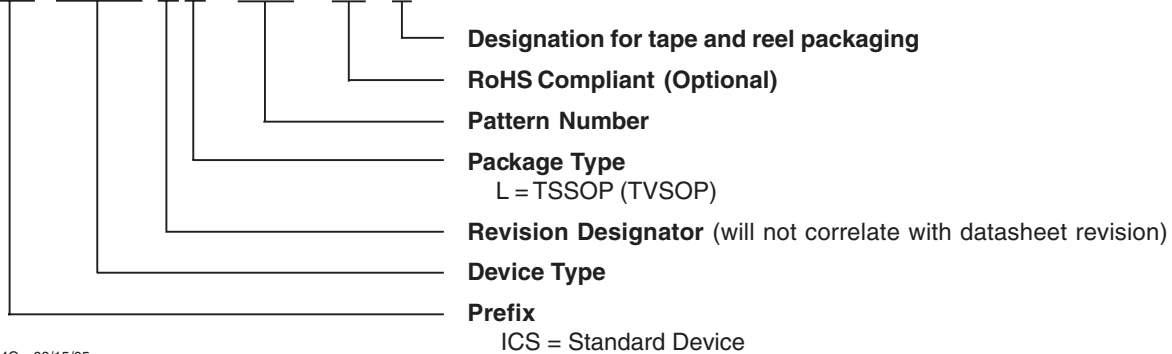 Designation for tape and reel packaging
RoHS Compliant (Optional)
Pattern Number
Package Type
L = TSSOP (TVSOP)
Revision Designator (will not correlate with datasheet revision)
Device Type
Prefix
ICS = Standard Device